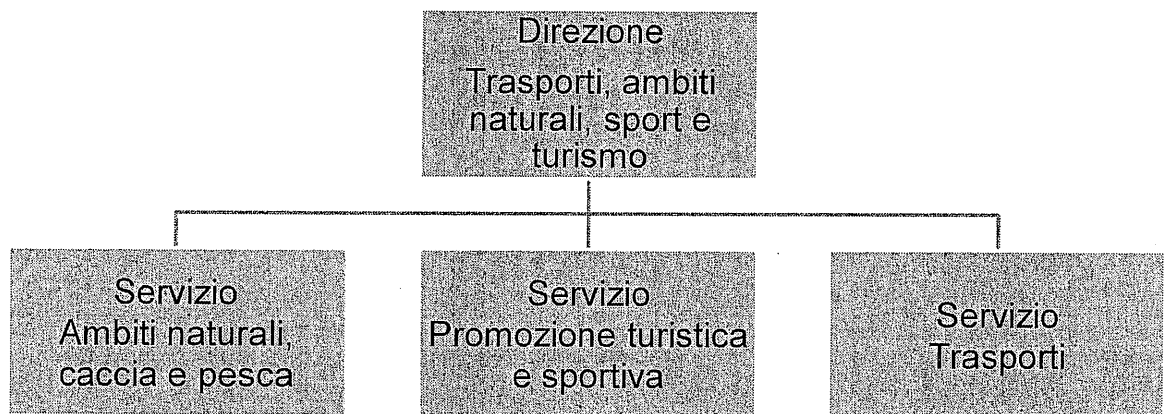 Direzione
Trasporti, ambiti
naturali, sport e
turismo
Servizio
Ambiti naturali,
caccia e pesca
Servizio
Promozione turistica
e sportiva
Servizio
Trasporti